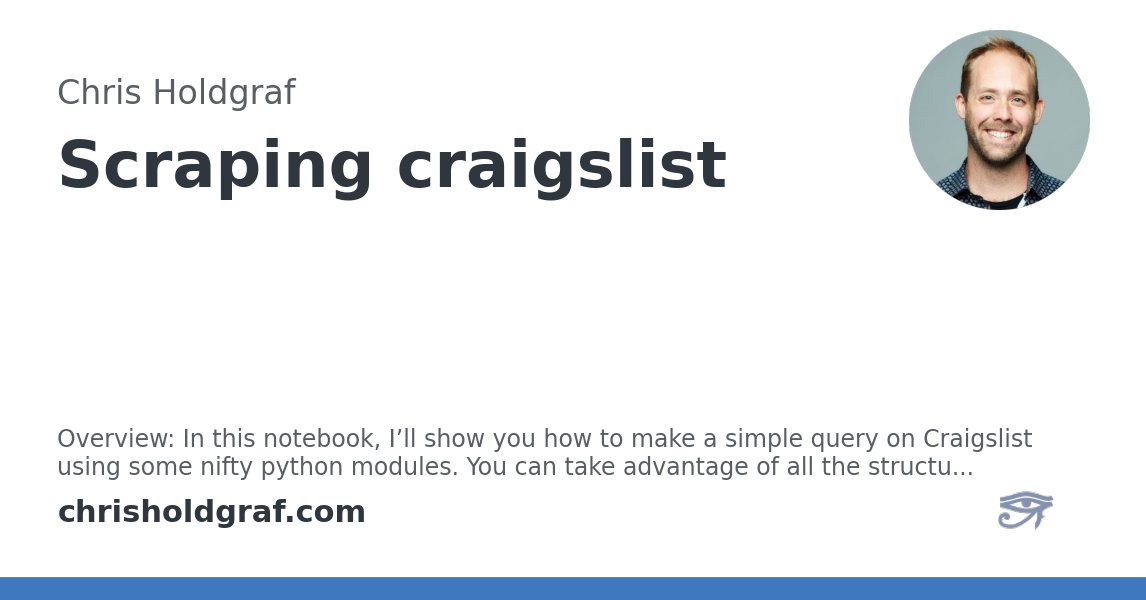 Chris Holdgraf
Scraping craigslist
Overview: In this notebook, I’ll show you how to make a simple query on Craigslist
using some nifty python modules. You can take advantage of all the structu...
chrisholdgraf.com